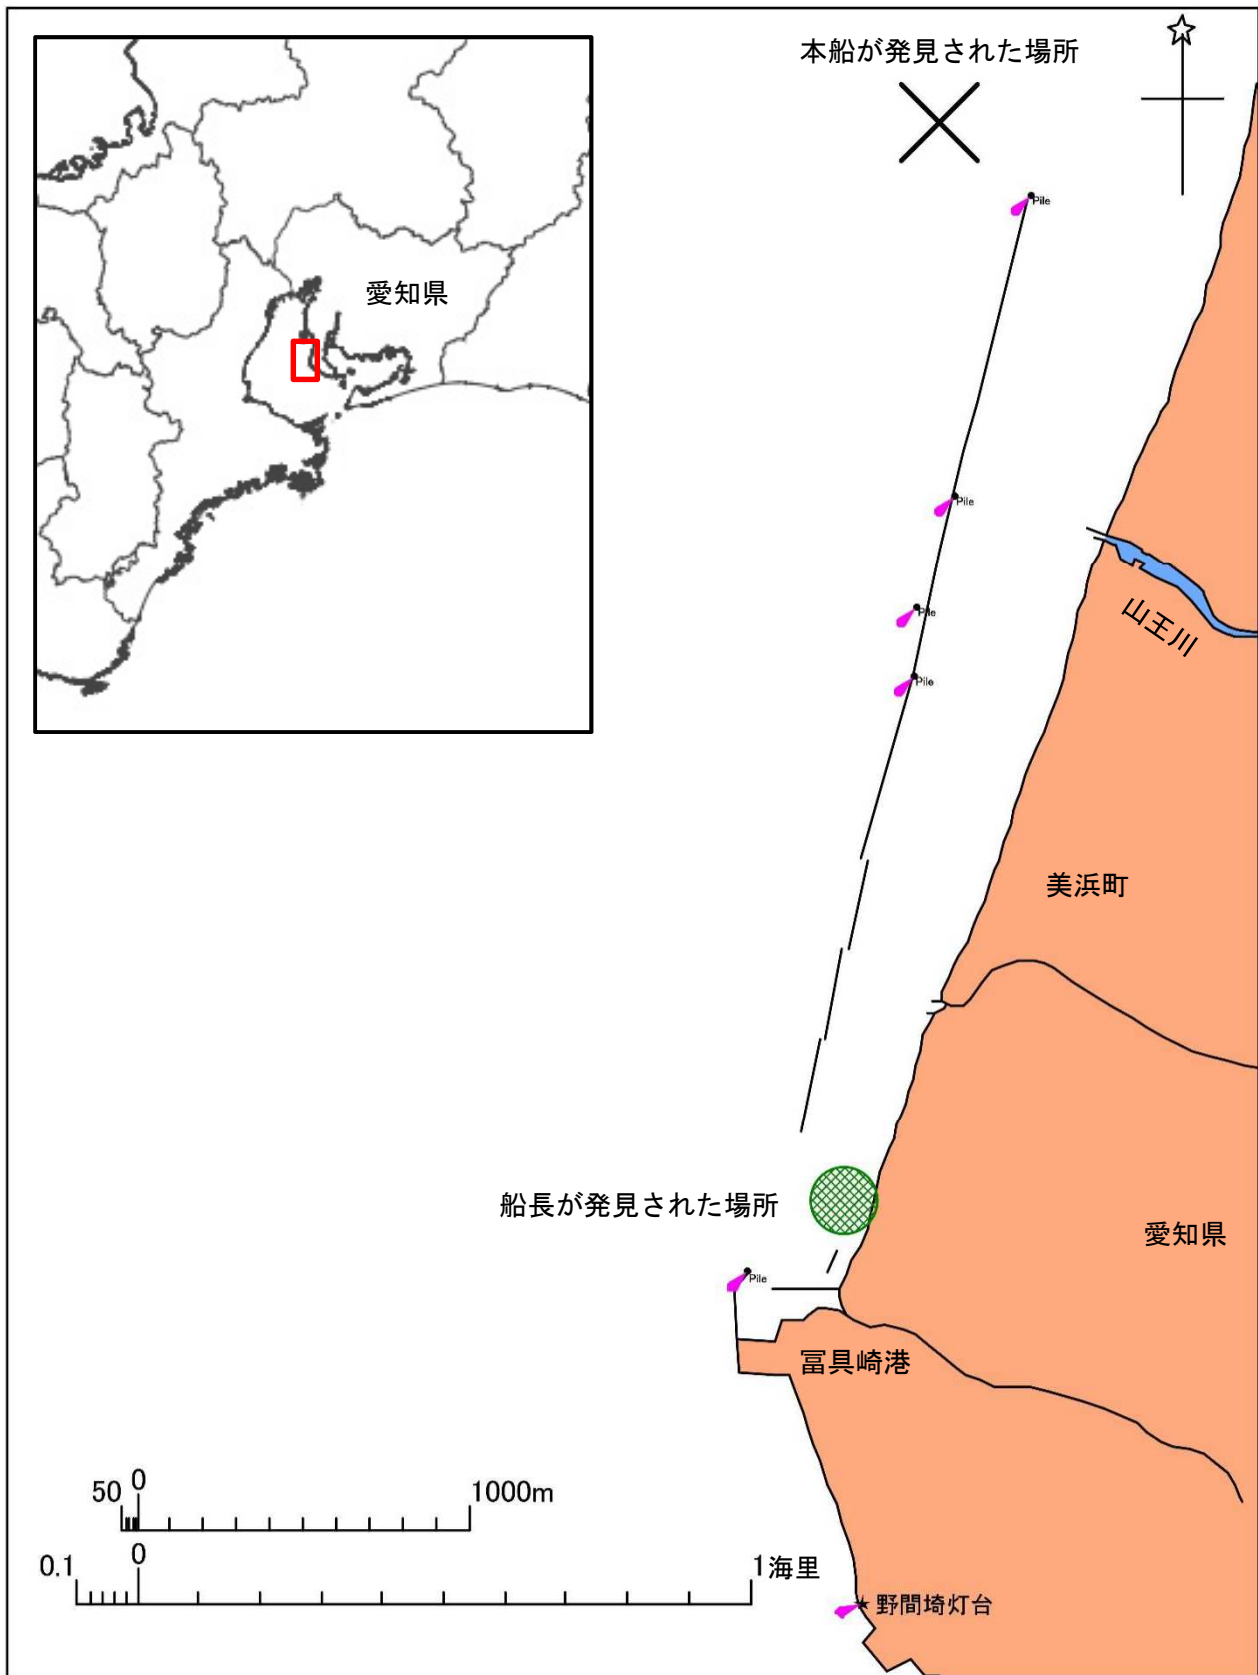 本船が発見された場所
愛知県
Pile
Pile
Pile
Pile
山王川
美浜町
船長が発見された場所
愛知県
Pile
冨具崎港
50 0 1000m
0.1 0 1海里
野間埼灯台